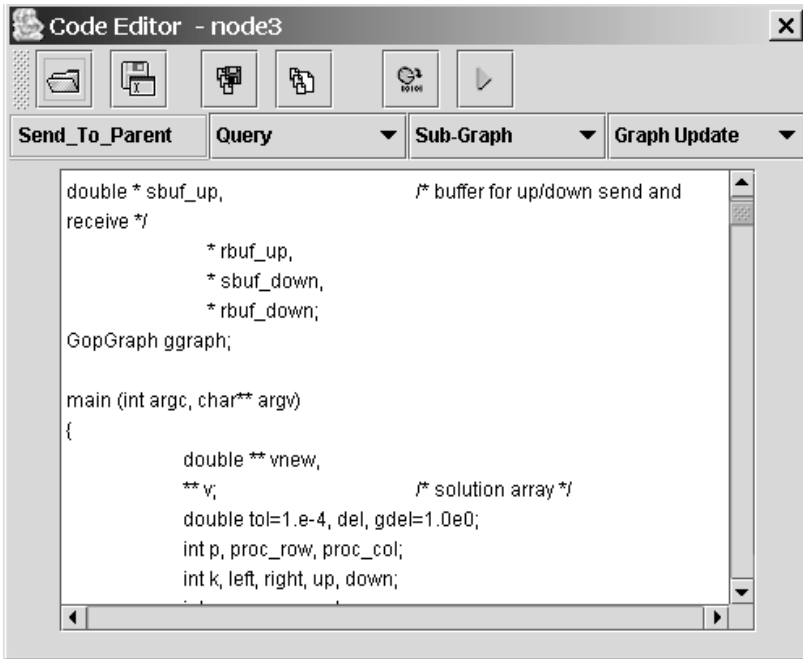 Code Editor - node3
Send_To_Parent Query Sub-Graph Graph Update
double * sbuf_up, /* buffer for up/down send and
receive */
* rbuf_up,
* sbuf_down,
* rbuf_down;
GopGraph ggraph;
main (int argc, char** argv)
{
double ** vnew,
** v; /* solution array */
double tol=1.e-4, del, gdel=1.0e0;
int p, proc_row, proc_col;
int k, left, right, up, down;